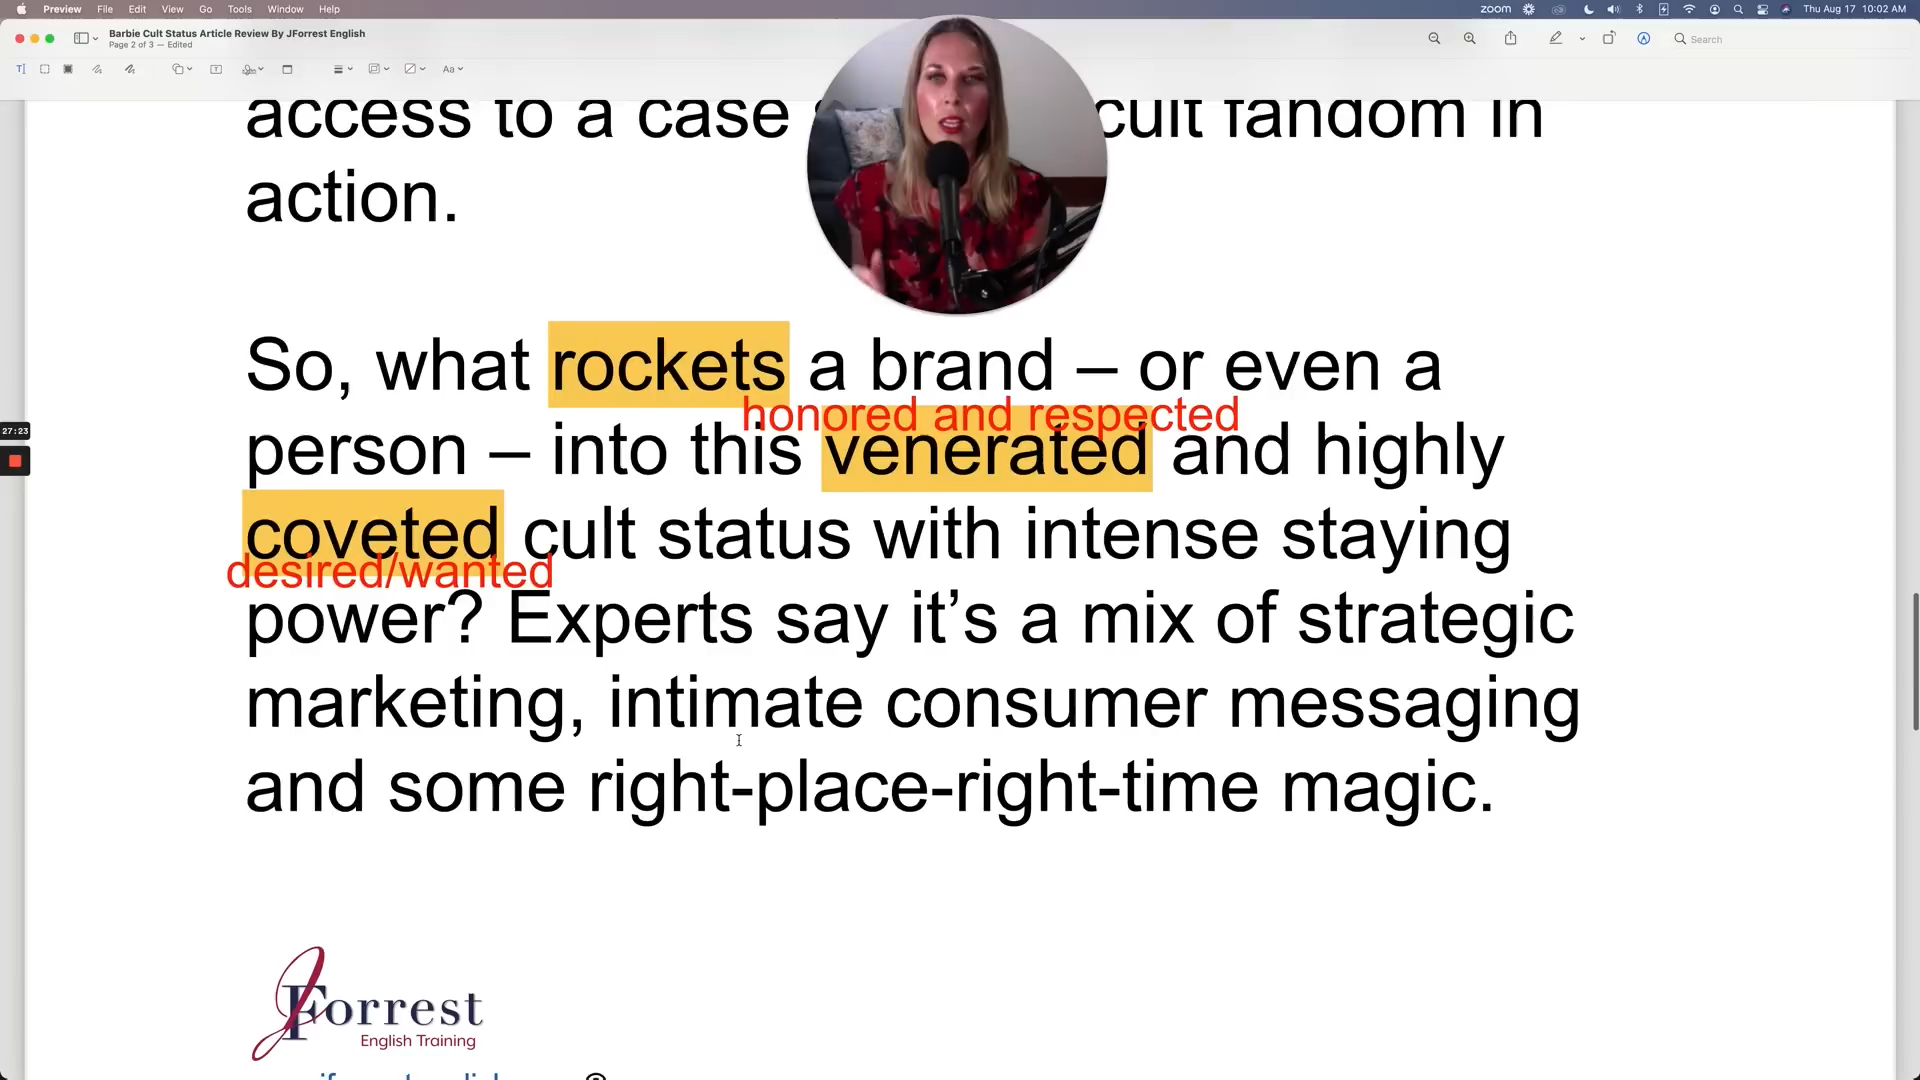 Preview File Edit View Go Tools Window Help
zoom Thu Aug 17 10:02 AM
Barbie Cult Status Article Review By JForrest English
Page 2 of 3 — Edited
Search
Aa
access to a case cult fandom in
action.
So, what rockets a brand – or even a
honored and respected
person – into this venerated and highly
coveted cult status with intense staying
desired/wanted
power? Experts say it’s a mix of strategic
marketing, intimate consumer messaging
and some right-place-right-time magic.
27:23
JForrest
English Training